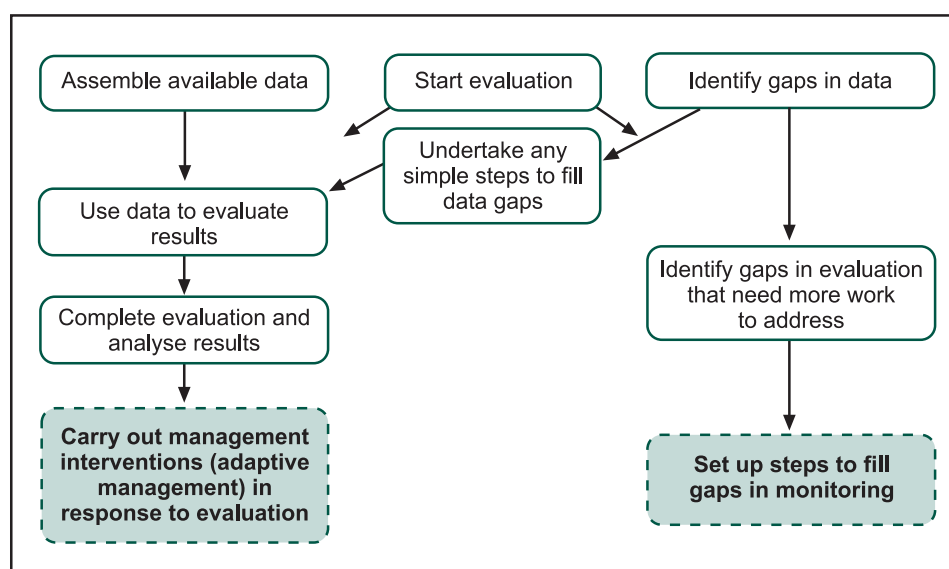 Assemble available data
Start evaluation
Identify gaps in data
Undertake any
simple steps to fill
data gaps
Use data to evaluate
results
Identify gaps in evaluation
that need more work
to address
Complete evaluation and
analyse results
Carry out management
interventions (adaptive
management) in
response to evaluation
Set up steps to fill
gaps in monitoring